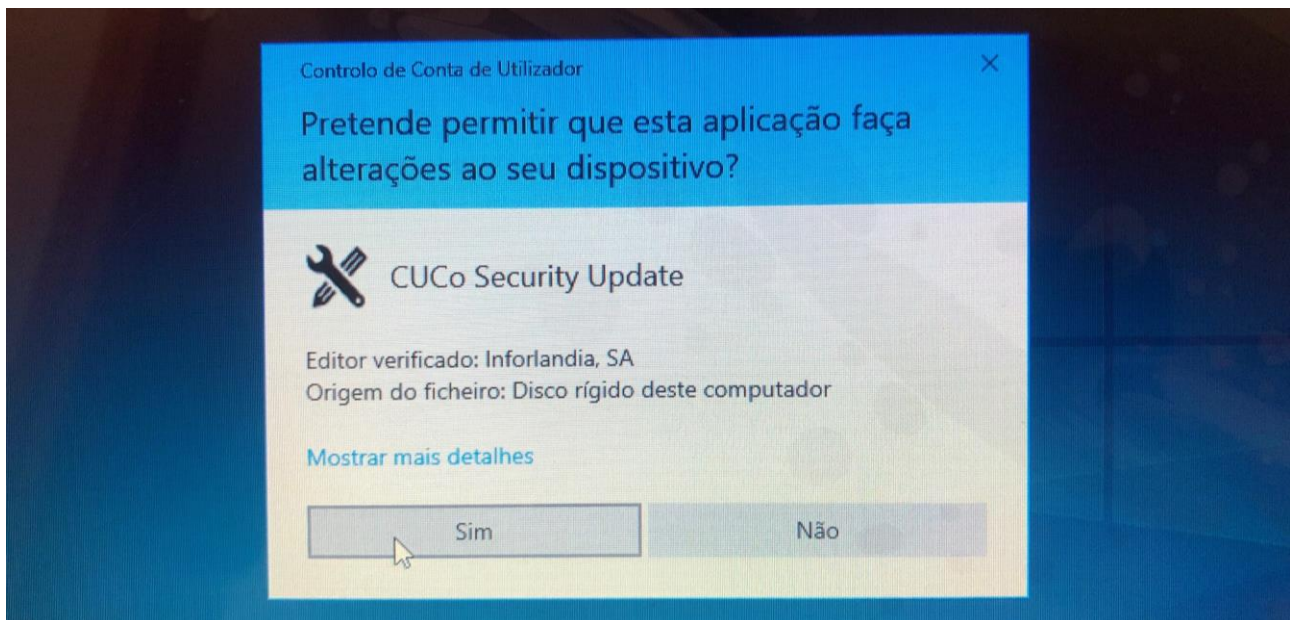 Controlo de Conta de Utilizador
Pretende permitir que esta aplicação faça
alterações ao seu dispositivo?
CUCo Security Update
Editor verificado: Inforlandia, SA
Origem do ficheiro: Disco rígido deste computador
Mostrar mais detalhes
Sim
Não